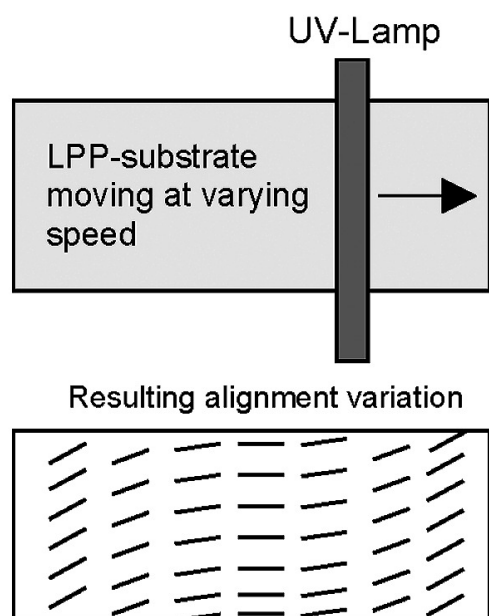 UV-Lamp
LPP-substrate
moving at varying
speed
Resulting alignment variation